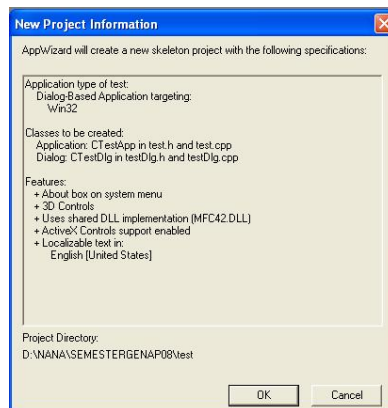 New Project Information
AppWizard will create a new skeleton project with the following specifications:
Application type of test:
Dialog-Based Application targeting:
Win32
Classes to be created:
Application: CTestApp in test.h and test.cpp
Dialog: CTestDlg in testDlg.h and testDlg.cpp
Features:
+ About box on system menu
+ 3D Controls
+ Uses shared DLL implementation (MFC42.DLL)
+ ActiveX Controls support enabled
+ Localizable text in:
English [United States]
Project Directory:
D:\NANA\SEMESTERGENAP08\test
OK Cancel